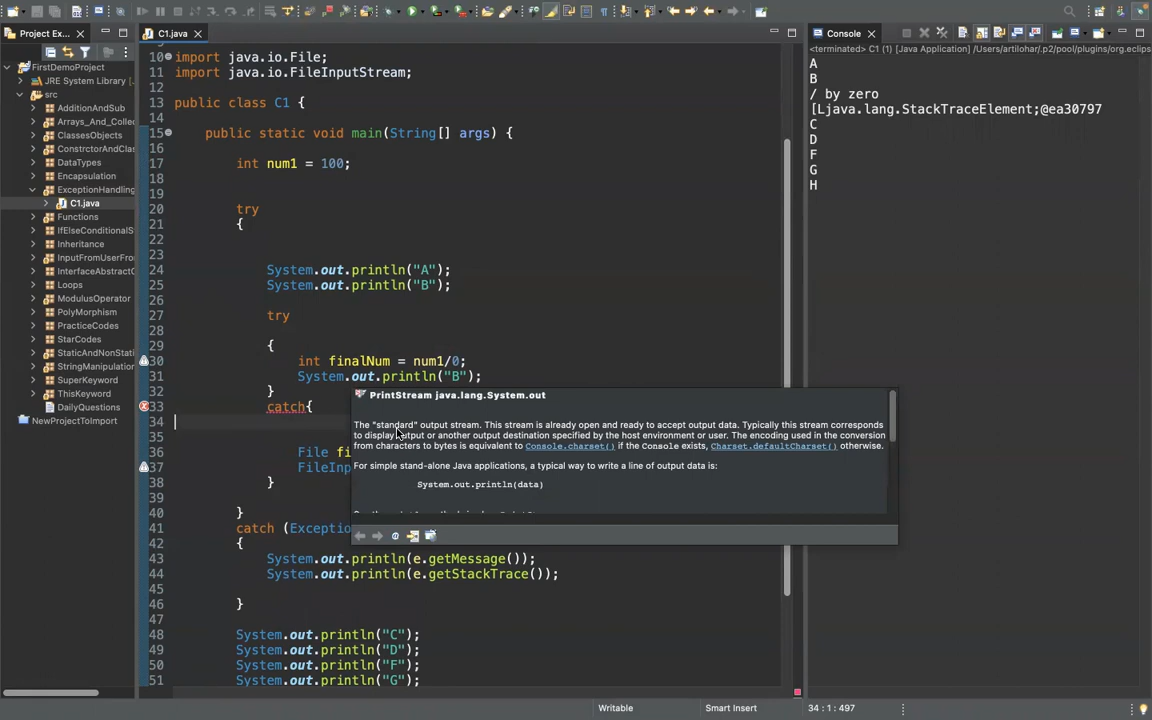 Project Ex...
FirstDemoProject
JRE System Library [.
src
AdditionAndSub
Arrays_And_Collec
ClassesObjects
ConstrctorAndClas
DataTypes
Encapsulation
ExceptionHandling
C1.java
Functions
IfElseConditionalS
Inheritance
InputFromUserFro
InterfaceAbstractC
Loops
ModulusOperator
PolyMorphism
PracticeCodes
StarCodes
StaticAndNonStati
StringManipulation
SuperKeyword
ThisKeyword
DailyQuestions
NewProjectToImport
C1.java
10 import java.io.File;
11 import java.io.FileInputStream;
12
13 public class C1 {
14
15 public static void main(String[] args) {
16
17 int num1 = 100;
18
19
20 try
21 {
22
23
24 System.out.println("A");
25 System.out.println("B");
26
27 try
28
29 {
30 int finalNum = num1/0;
31 System.out.println("B");
32 }
33 catch{
34
35
36 File fi
37 FileInp
38 }
39
40 }
41 catch (Exceptio
42 {
43 System.out.println(e.getMessage());
44 System.out.println(e.getStackTrace());
45
46 }
47
48 System.out.println("C");
49 System.out.println("D");
50 System.out.println("F");
51 System.out.println("G");
PrintStream java.lang.System.out
The "standard" output stream. This stream is already open and ready to accept output data. Typically this stream corresponds
to display output or another output destination specified by the host environment or user. The encoding used in the conversion
from characters to bytes is equivalent to Console.charset() if the Console exists, Charset.defaultCharset() otherwise.
For simple stand-alone Java applications, a typical way to write a line of output data is:
System.out.println(data)
Console
<terminated> C1 (1) [Java Application] /Users/artilohar/.p2/pool/plugins/org.eclips
A
B
/ by zero
[Ljava.lang.StackTraceElement;@ea30797
C
D
F
G
H
Writable
Smart Insert
34 : 1 : 497